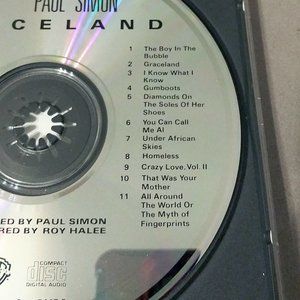 PAUL SIMON
CELAND
1 The Boy In The
Bubble
2 Graceland
3 I Know What I
Know
4 Gumboots
5 Diamonds On
The Soles Of Her
Shoes
6 You Can Call
Me Al
7 Under African
Skies
8 Homeless
9 Crazy Love, Vol. II
10 That Was Your
Mother
11 All Around
The World Or
The Myth of
Fingerprints
ED BY PAUL SIMON
RED BY ROY HALEE
COMPACT
disc
DIGITAL AUDIO